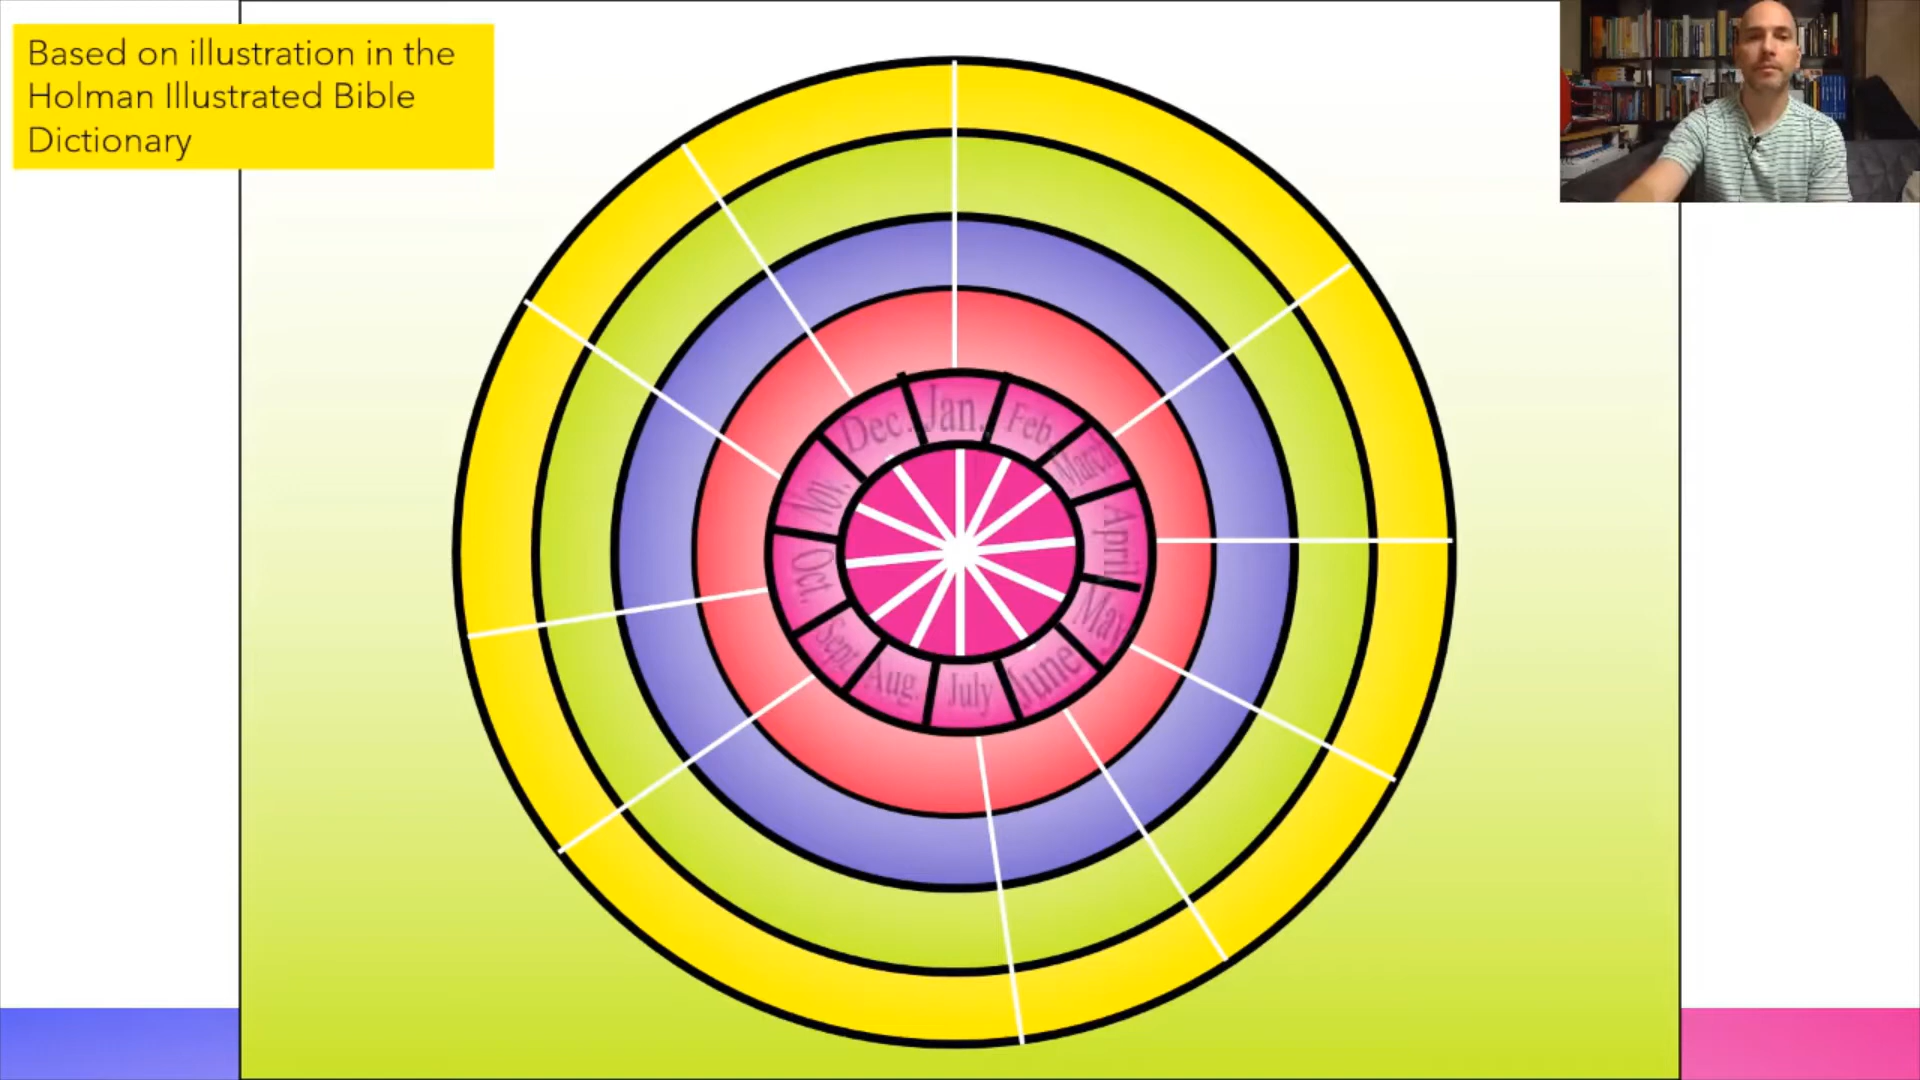 Based on illustration in the
Holman Illustrated Bible
Dictionary
Jan.
Feb.
March
April
May
June
July
Aug.
Sept.
Oct.
Nov.
Dec.